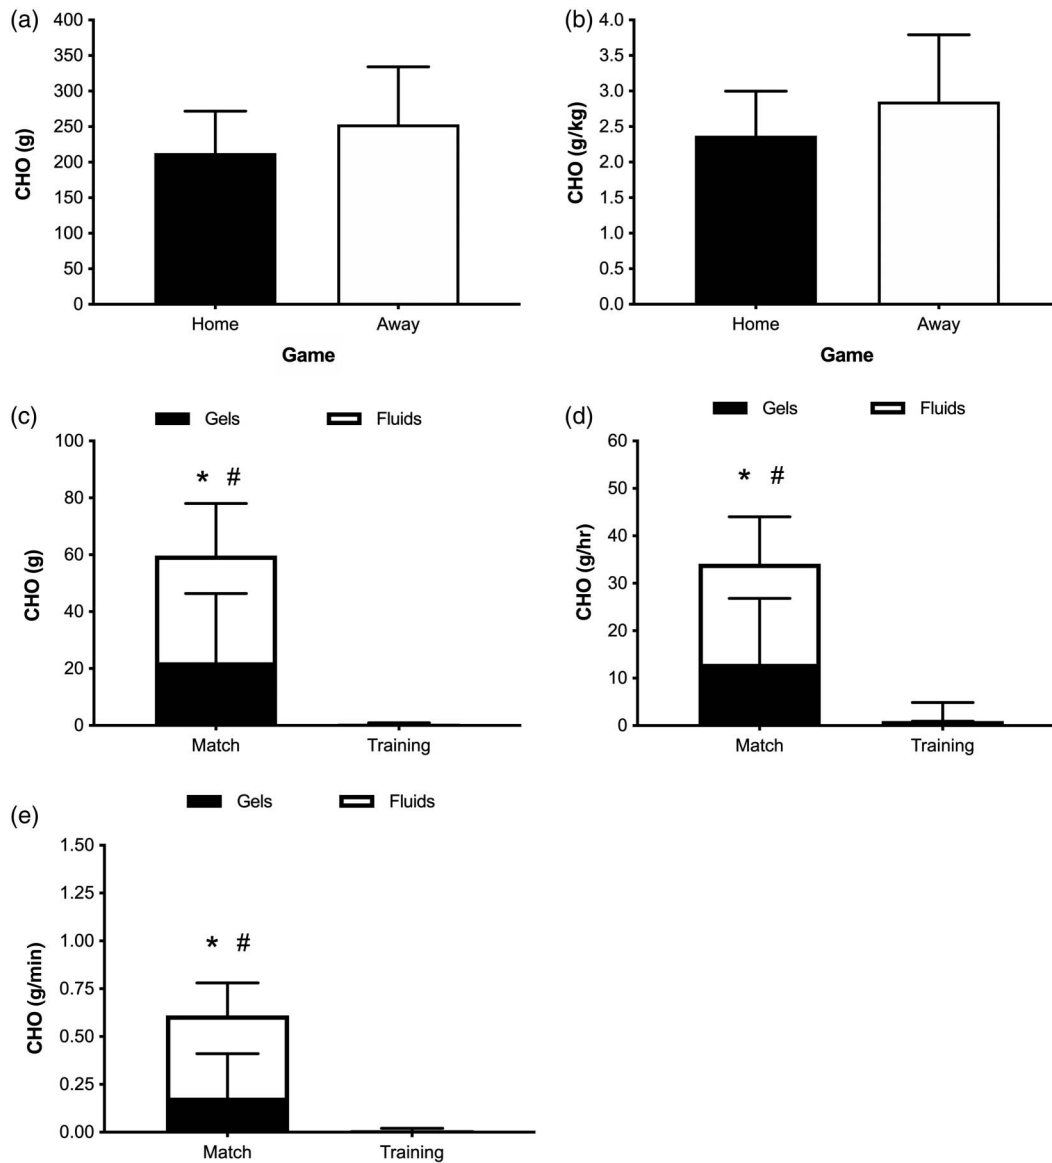 (a)
400
350
300
250
200
150
100
50
0
CHO (g)
Home Away
Game
(b)
4.0
3.5
3.0
2.5
2.0
1.5
1.0
0.5
0.0
CHO (g/kg)
Home Away
Game
(c)
Gels Fluids
100
80
60
40
20
0
CHO (g)
* #
Match Training
(d)
Gels Fluids
60
50
40
30
20
10
0
CHO (g/hr)
* #
Match Training
(e)
Gels Fluids
1.50
1.25
1.00
0.75
0.50
0.25
0.00
CHO (g/min)
* #
Match Training